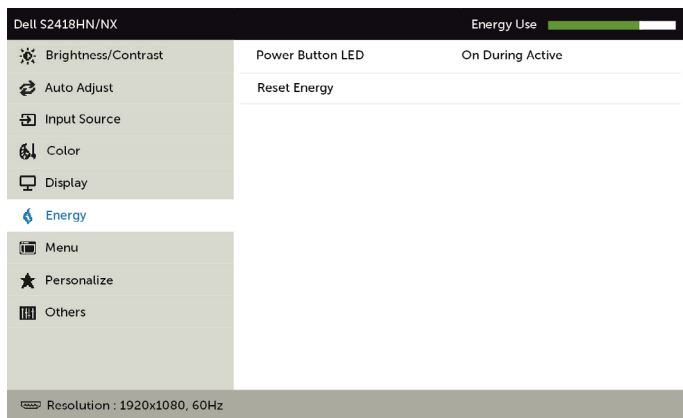 Dell S2418HN/NX Energy Use
Brightness/Contrast Power Button LED On During Active
Auto Adjust Reset Energy
Input Source
Color
Display
Energy
Menu
Personalize
Others
Resolution : 1920x1080, 60Hz